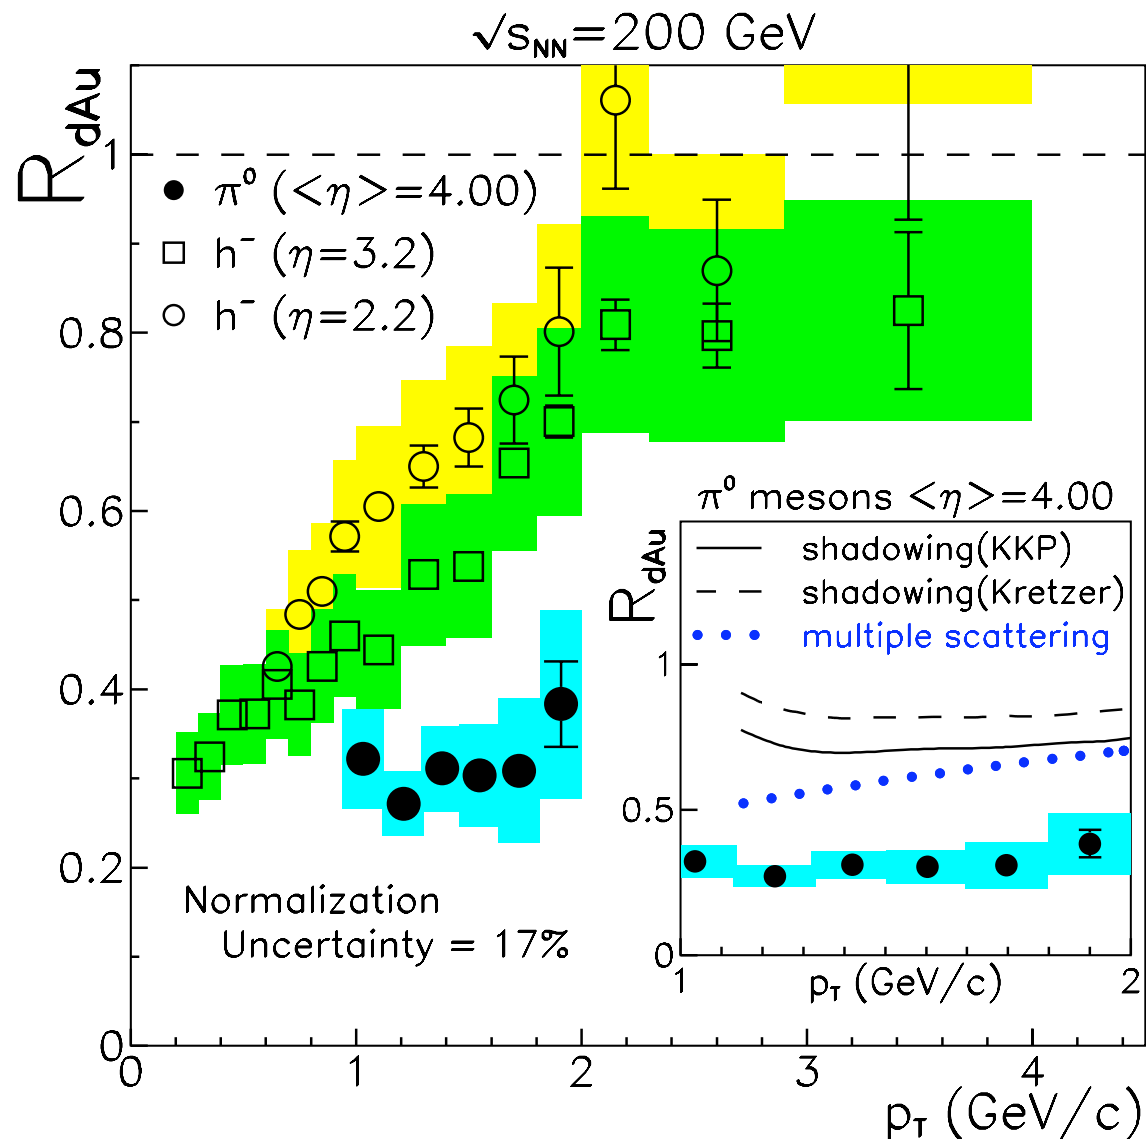 √sNN=200 GeV
RdAu
1
0.8
0.6
0.4
0.2
0
π⁰ (<η>=4.00)
h⁻ (η=3.2)
h⁻ (η=2.2)
Normalization
Uncertainty = 17%
π⁰ mesons <η>=4.00
RdAu
shadowing(KKP)
shadowing(Kretzer)
multiple scattering
1
0.5
0
1
2
pT (GeV/c)
0
1
2
3
4
pT (GeV/c)